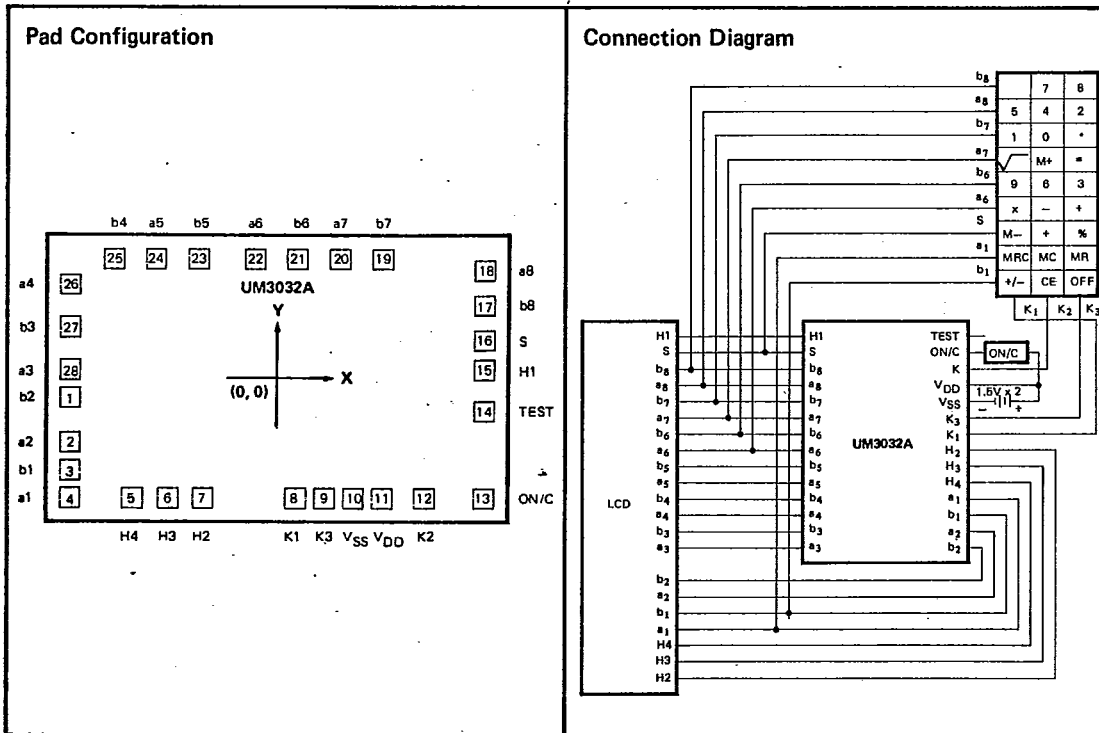 Pad Configuration
b4 a5 b5 a6 b6 a7 b7
25 24 23 22 21 20 19
a4 26
b3 27
a3 28
b2 1
a2 2
b1 3
a1 4
UM3032A
Y
X
(0, 0)
18 a8
17 b8
16 S
15 H1
14 TEST
13 ON/C
5 6 7 8 9 10 11 12
H4 H3 H2 K1 K3 VSS VDD K2
Connection Diagram
b8
a8
b7
a7
b6
a6
S
a1
b1
7 8
5 4 2
1 0 •
√ M+ =
9 6 3
x − +
M− + %
MRC MC MR
+/− CE OFF
K1 K2 K3
LCD
H1
S
b8
a8
b7
a7
b6
a6
b5
a5
b4
a4
b3
a3
b2
a2
b1
a1
H4
H3
H2
UM3032A
H1
S
b8
a8
b7
a7
b6
a6
b5
a5
b4
a4
b3
a3
TEST
ON/C
K
VDD
VSS
K3
K1
H2
H3
H4
a1
b1
a2
b2
ON/C
1.5V x 2
− +